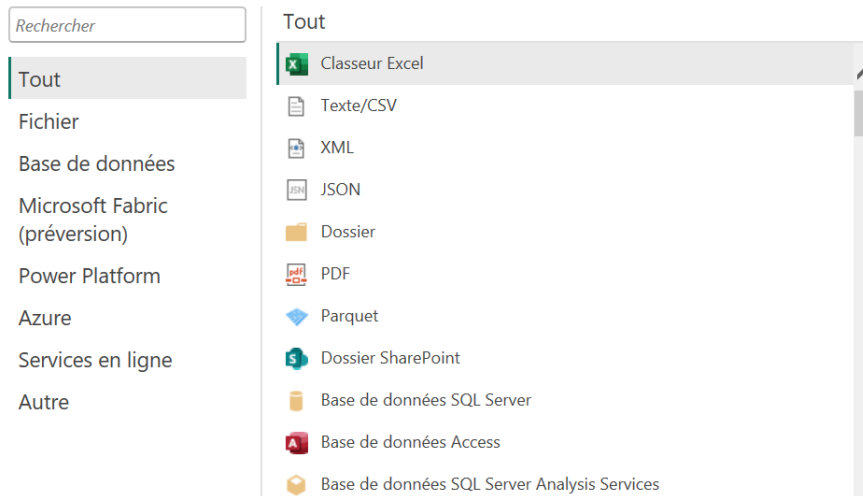 Rechercher
Tout
Fichier
Base de données
Microsoft Fabric
(préversion)
Power Platform
Azure
Services en ligne
Autre
Tout
Classeur Excel
Texte/CSV
XML
JSN JSON
Dossier
pdf PDF
Parquet
S Dossier SharePoint
Base de données SQL Server
A Base de données Access
Base de données SQL Server Analysis Services